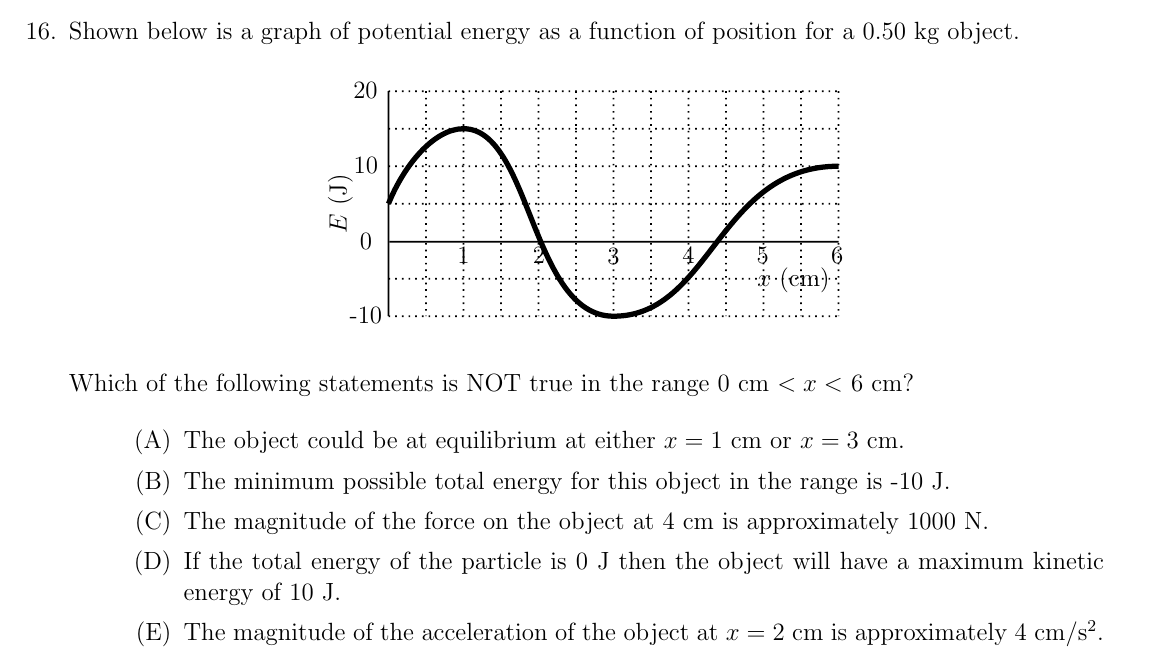 16. Shown below is a graph of potential energy as a function of position for a 0.50 kg object.
20
10
E (J)
0
1 2 3 4 5 6
x (cm)
-10
Which of the following statements is NOT true in the range 0 cm < x < 6 cm?
(A) The object could be at equilibrium at either x = 1 cm or x = 3 cm.
(B) The minimum possible total energy for this object in the range is -10 J.
(C) The magnitude of the force on the object at 4 cm is approximately 1000 N.
(D) If the total energy of the particle is 0 J then the object will have a maximum kinetic
energy of 10 J.
(E) The magnitude of the acceleration of the object at x = 2 cm is approximately 4 cm/s².